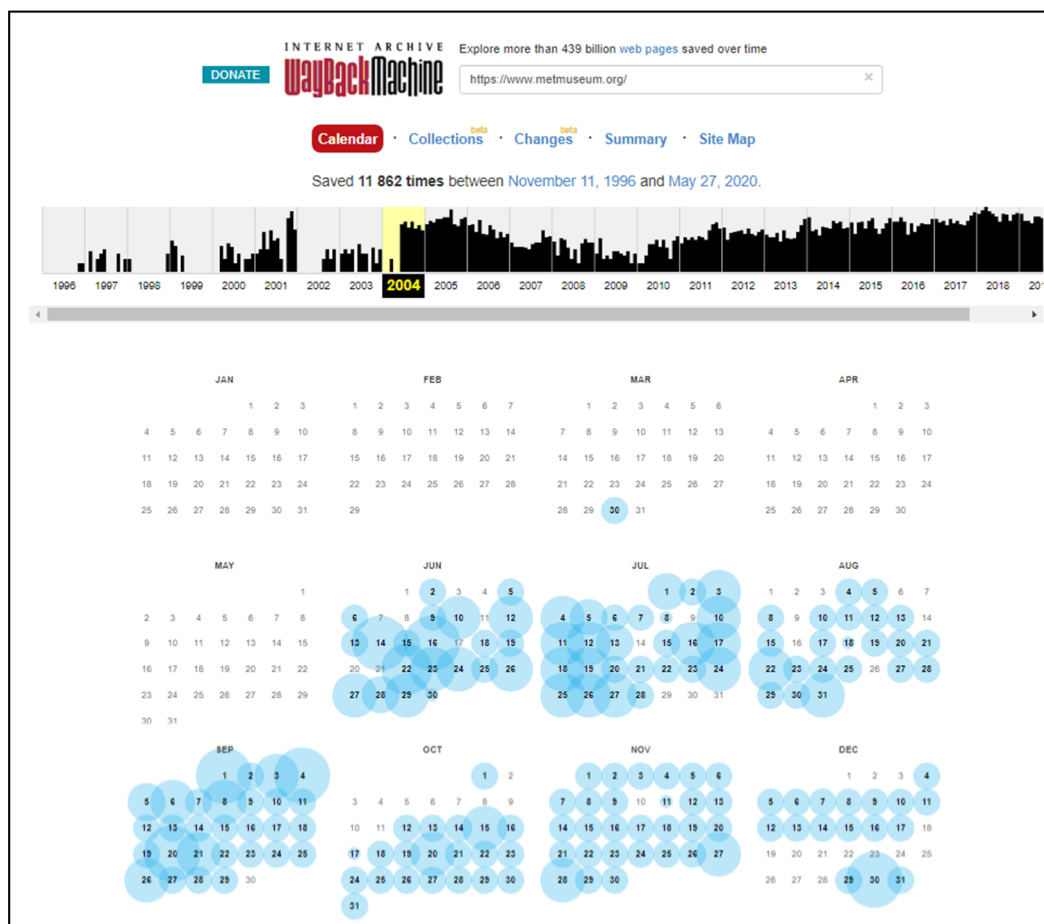 INTERNET ARCHIVE
WayBackMachine
DONATE
Explore more than 439 billion web pages saved over time
https://www.metmuseum.org/ ×
Calendar · Collections beta · Changes beta · Summary · Site Map
Saved 11 862 times between November 11, 1996 and May 27, 2020.
1996 1997 1998 1999 2000 2001 2002 2003 2004 2005 2006 2007 2008 2009 2010 2011 2012 2013 2014 2015 2016 2017 2018 201
JAN
1 2 3
4 5 6 7 8 9 10
11 12 13 14 15 16 17
18 19 20 21 22 23 24
25 26 27 28 29 30 31
FEB
1 2 3 4 5 6 7
8 9 10 11 12 13 14
15 16 17 18 19 20 21
22 23 24 25 26 27 28
29
MAR
1 2 3 4 5 6
7 8 9 10 11 12 13
14 15 16 17 18 19 20
21 22 23 24 25 26 27
28 29 30 31
APR
1 2 3
4 5 6 7 8 9 10
11 12 13 14 15 16 17
18 19 20 21 22 23 24
25 26 27 28 29 30
MAY
1
2 3 4 5 6 7 8
9 10 11 12 13 14 15
16 17 18 19 20 21 22
23 24 25 26 27 28 29
30 31
JUN
1 2 3 4 5
6 7 8 9 10 11 12
13 14 15 16 17 18 19
20 21 22 23 24 25 26
27 28 29 30
JUL
1 2 3
4 5 6 7 8 9 10
11 12 13 14 15 16 17
18 19 20 21 22 23 24
25 26 27 28 29 30 31
AUG
1 2 3 4 5 6 7
8 9 10 11 12 13 14
15 16 17 18 19 20 21
22 23 24 25 26 27 28
29 30 31
SEP
1 2 3 4
5 6 7 8 9 10 11
12 13 14 15 16 17 18
19 20 21 22 23 24 25
26 27 28 29 30
OCT
1 2
3 4 5 6 7 8 9
10 11 12 13 14 15 16
17 18 19 20 21 22 23
24 25 26 27 28 29 30
31
NOV
1 2 3 4 5 6
7 8 9 10 11 12 13
14 15 16 17 18 19 20
21 22 23 24 25 26 27
28 29 30
DEC
1 2 3 4
5 6 7 8 9 10 11
12 13 14 15 16 17 18
19 20 21 22 23 24 25
26 27 28 29 30 31